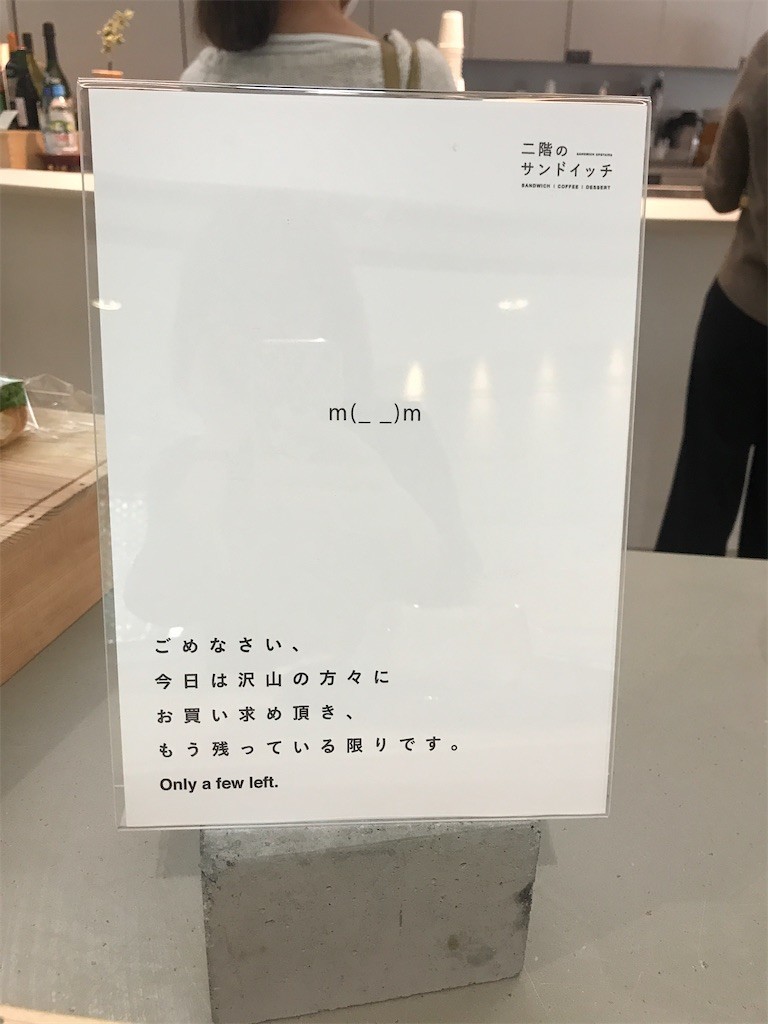 二階の
サンドイッチ
SANDWICH | COFFEE | DESSERT
m(_ _)m
ごめなさい、
今日は沢山の方々に
お買い求め頂き、
もう残っている限りです。
Only a few left.